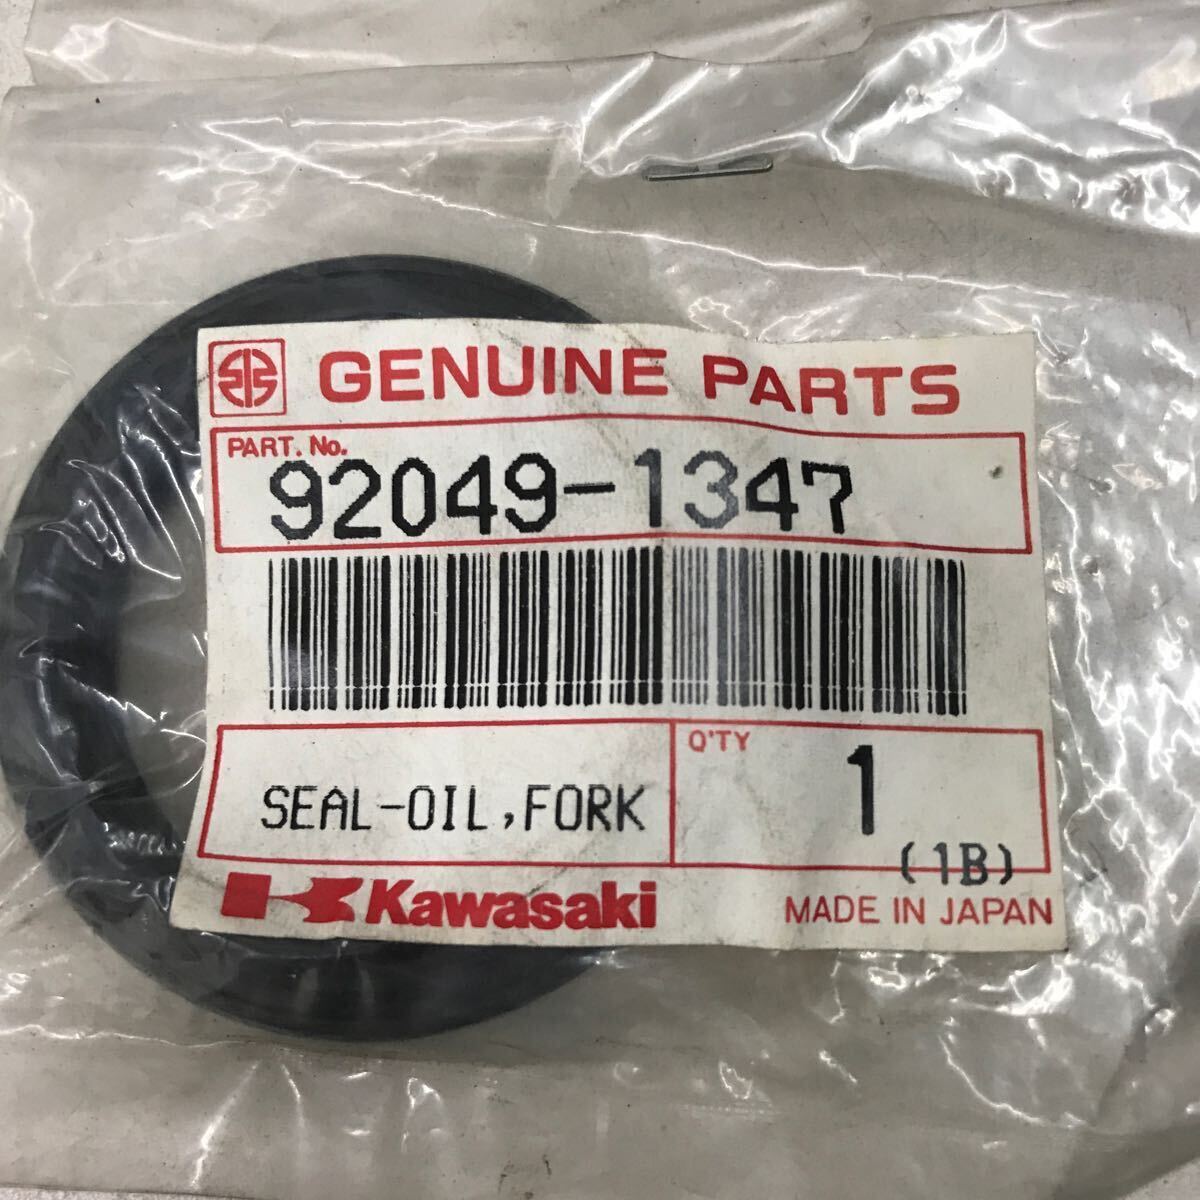 GENUINE PARTS
PART. No.
92049-1347
SEAL-OIL,FORK
Q'TY
1
(1B)
Kawasaki
MADE IN JAPAN